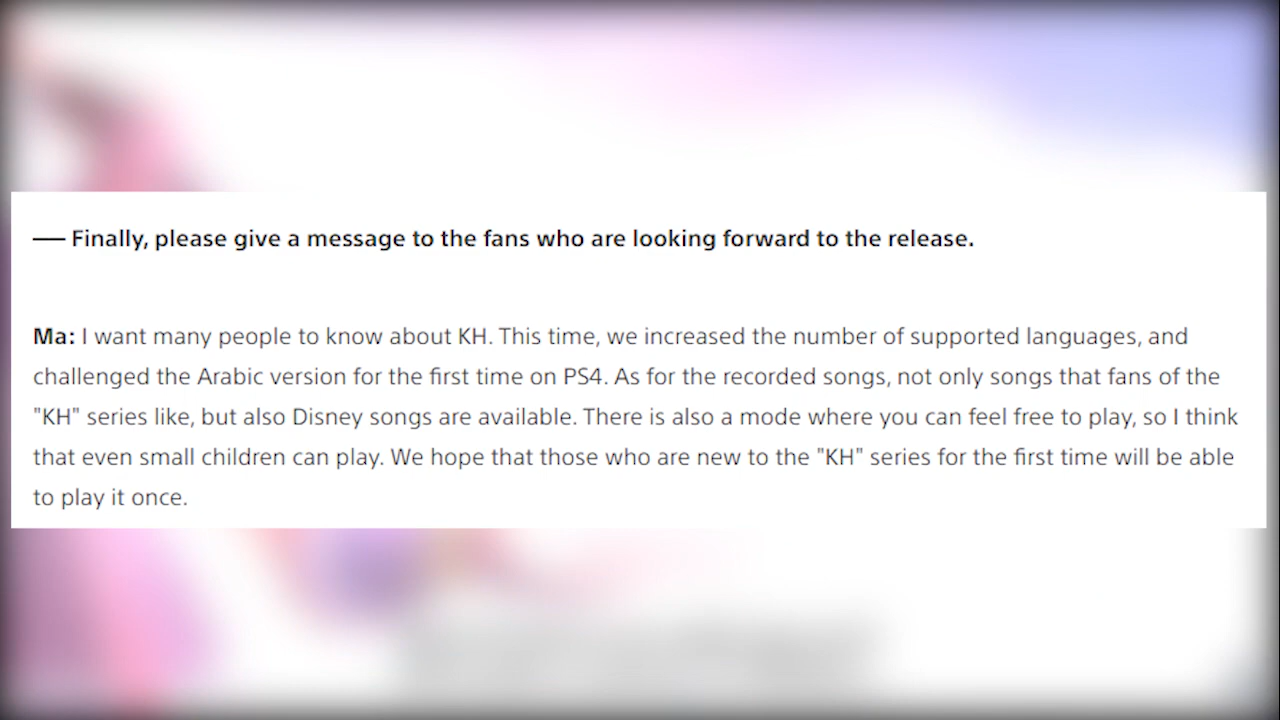 — Finally, please give a message to the fans who are looking forward to the release.
Ma: I want many people to know about KH. This time, we increased the number of supported languages, and
challenged the Arabic version for the first time on PS4. As for the recorded songs, not only songs that fans of the
"KH" series like, but also Disney songs are available. There is also a mode where you can feel free to play, so I think
that even small children can play. We hope that those who are new to the "KH" series for the first time will be able
to play it once.